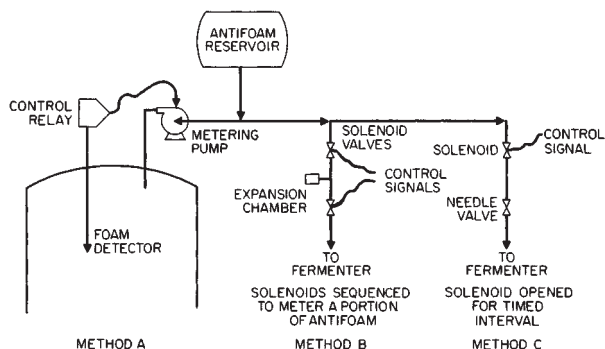 ANTIFOAM
RESERVOIR
CONTROL
RELAY
METERING
PUMP
FOAM
DETECTOR
METHOD A
SOLENOID
VALVES
CONTROL
SIGNALS
EXPANSION
CHAMBER
TO
FERMENTER
SOLENOIDS SEQUENCED
TO METER A PORTION
OF ANTIFOAM
METHOD B
SOLENOID
CONTROL
SIGNAL
NEEDLE
VALVE
TO
FERMENTER
SOLENOID OPENED
FOR TIMED
INTERVAL
METHOD C